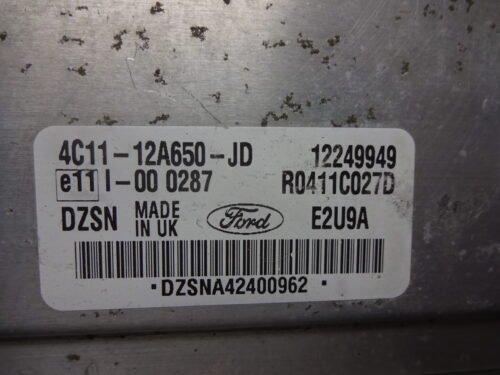 4C11-12A650-JD 12249949
e11 I-00 0287 R0411C027D
DZSN MADE IN UK Ford E2U9A
·DZSNA42400962·